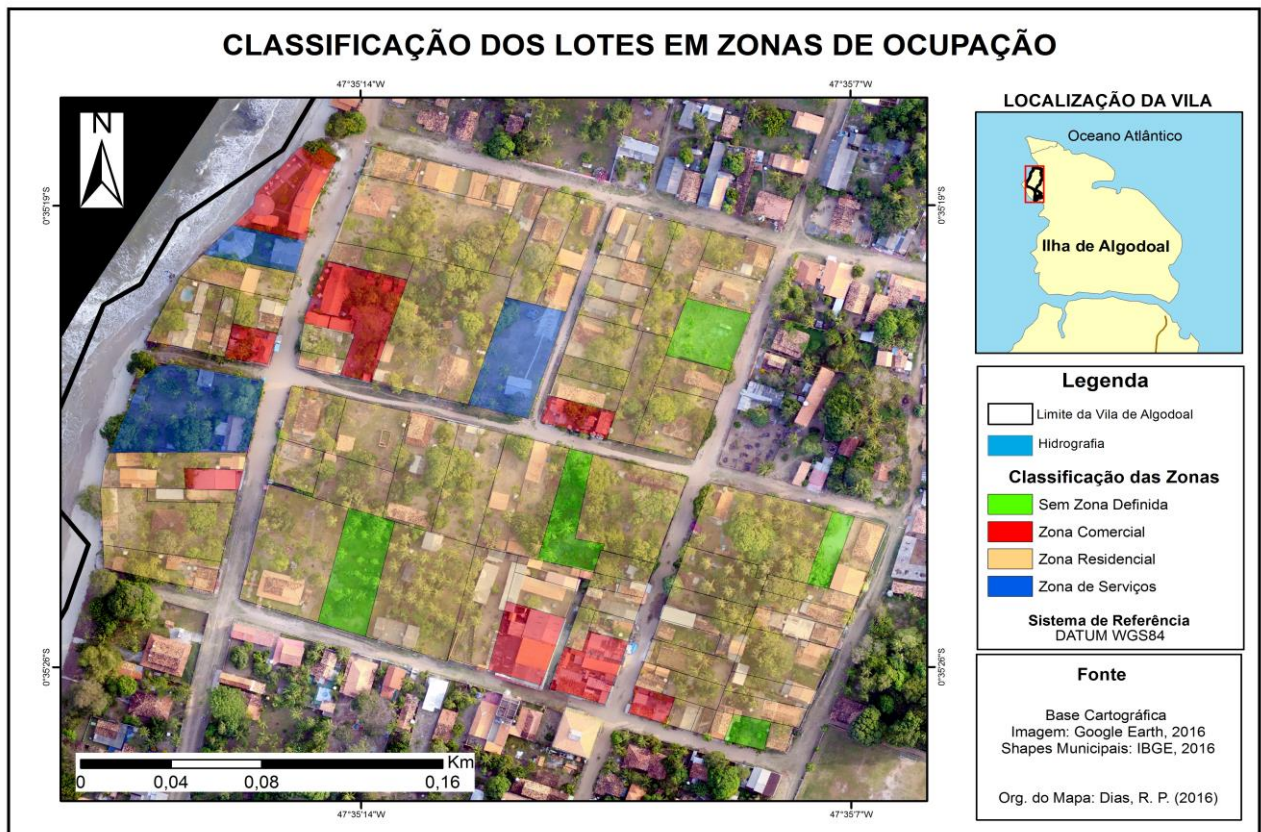 CLASSIFICAÇÃO DOS LOTES EM ZONAS DE OCUPAÇÃO
47°35'14"W
47°35'7"W
N
0°35'19"S
0°35'19"S
0°35'26"S
0°35'26"S
Km
0
0,04
0,08
0,16
47°35'14"W
47°35'7"W
LOCALIZAÇÃO DA VILA
Oceano Atlântico
Ilha de Algodoal
Legenda
Limite da Vila de Algodoal
Hidrografia
Classificação das Zonas
Sem Zona Definida
Zona Comercial
Zona Residencial
Zona de Serviços
Sistema de Referência
DATUM WGS84
Fonte
Base Cartográfica
Imagem: Google Earth, 2016
Shapes Municipais: IBGE, 2016
Org. do Mapa: Dias, R. P. (2016)